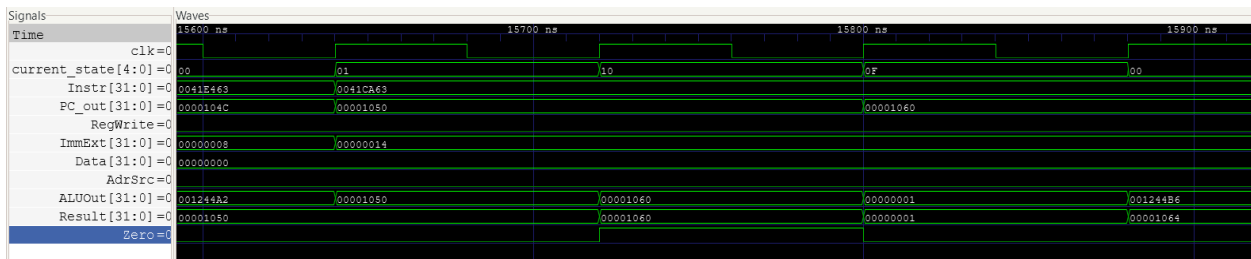 Signals Waves
Time 15600 ns 15700 ns 15800 ns 15900 ns
clk=0
current_state[4:0]=0 00 01 10 0F 00
Instr[31:0]=0 0041E463 0041CA63
PC_out[31:0]=0 0000104C 00001050 00001060
RegWrite=0
ImmExt[31:0]=0 00000008 00000014
Data[31:0]=0 00000000
AdrSrc=0
ALUOut[31:0]=0 001244A2 00001050 00001060 00000001 001244B6
Result[31:0]=0 00001050 00001060 00000001 00001064
Zero=0